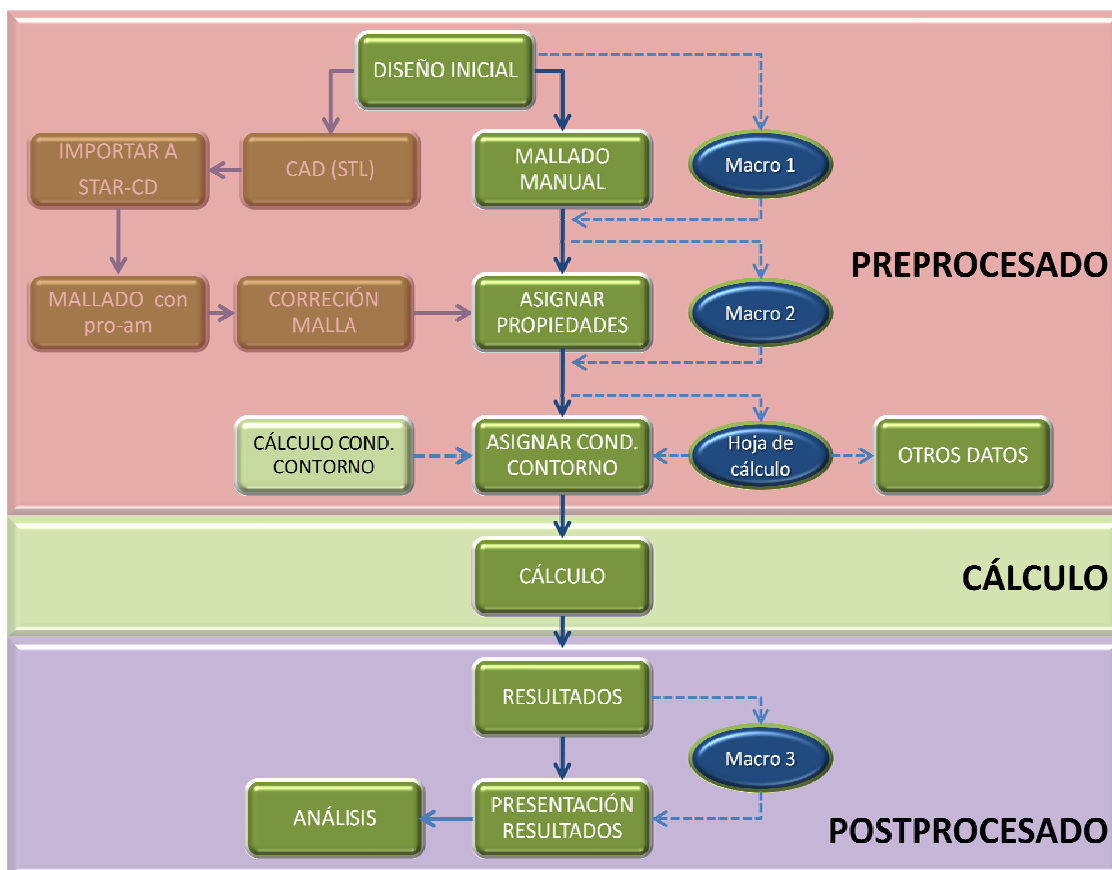 DISEÑO INICIAL
IMPORTAR A
STAR-CD
CAD (STL)
MALLADO
MANUAL
Macro 1
PREPROCESADO
MALLADO con
pro-am
CORRECIÓN
MALLA
ASIGNAR
PROPIEDADES
Macro 2
CÁLCULO COND.
CONTORNO
ASIGNAR COND.
CONTORNO
Hoja de
cálculo
OTROS DATOS
CÁLCULO
CÁLCULO
RESULTADOS
Macro 3
ANÁLISIS
PRESENTACIÓN
RESULTADOS
POSTPROCESADO